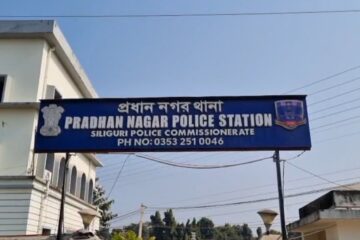 প্রধান নগর থানা
PRADHAN NAGAR POLICE STATION
SILIGURI POLICE COMMISSIONERATE
PH NO: 0353 251 0046